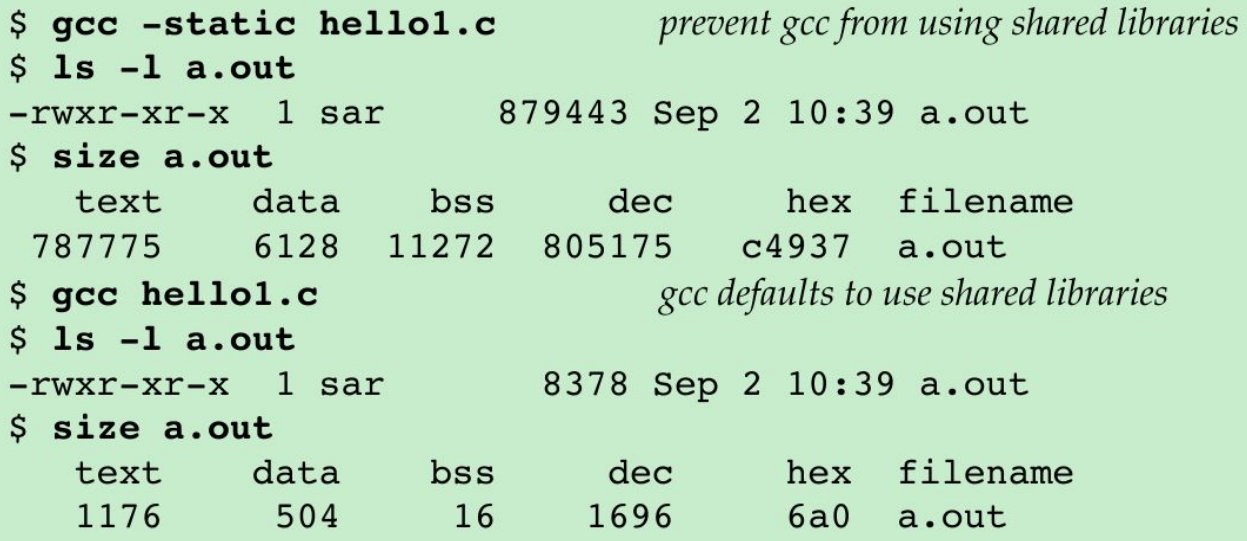 $ gcc -static hello1.c prevent gcc from using shared libraries
$ ls -l a.out
-rwxr-xr-x 1 sar 879443 Sep 2 10:39 a.out
$ size a.out
text data bss dec hex filename
787775 6128 11272 805175 c4937 a.out
$ gcc hello1.c gcc defaults to use shared libraries
$ ls -l a.out
-rwxr-xr-x 1 sar 8378 Sep 2 10:39 a.out
$ size a.out
text data bss dec hex filename
1176 504 16 1696 6a0 a.out